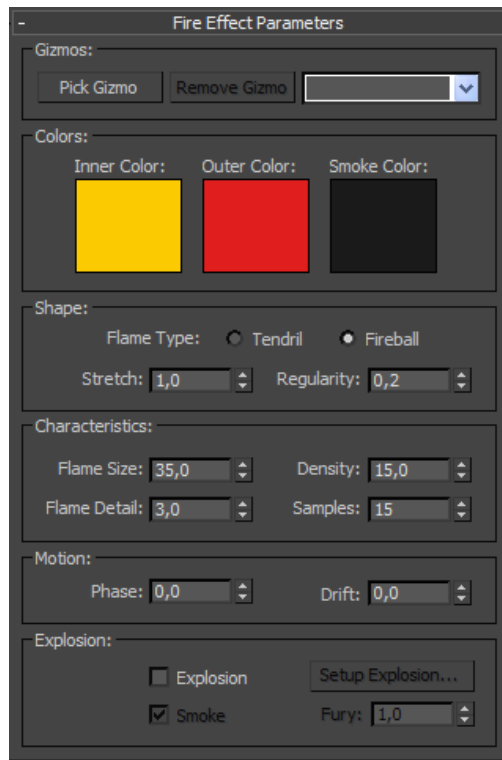 - Fire Effect Parameters
Gizmos:
Pick Gizmo Remove Gizmo
Colors:
Inner Color: Outer Color: Smoke Color:
Shape:
Flame Type: Tendril Fireball
Stretch: 1,0 Regularity: 0,2
Characteristics:
Flame Size: 35,0 Density: 15,0
Flame Detail: 3,0 Samples: 15
Motion:
Phase: 0,0 Drift: 0,0
Explosion:
Explosion Setup Explosion...
Smoke Fury: 1,0